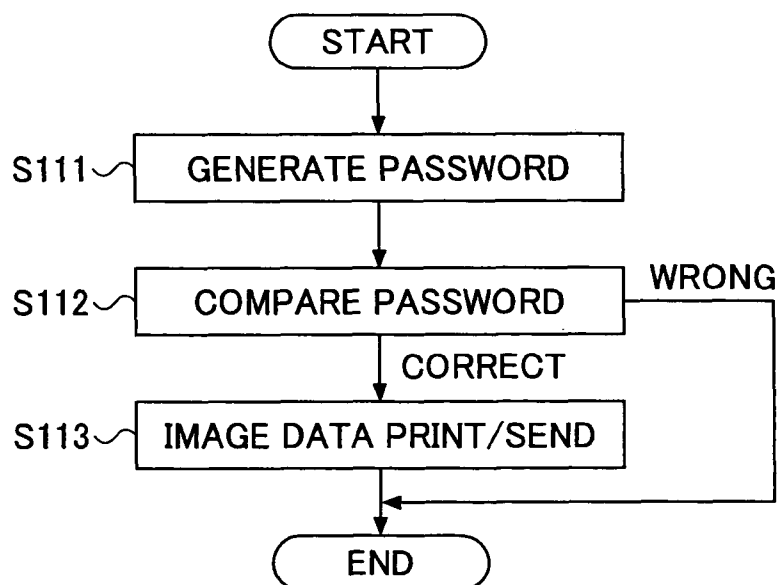 START
S111 GENERATE PASSWORD
S112 COMPARE PASSWORD WRONG
CORRECT
S113 IMAGE DATA PRINT/SEND
END